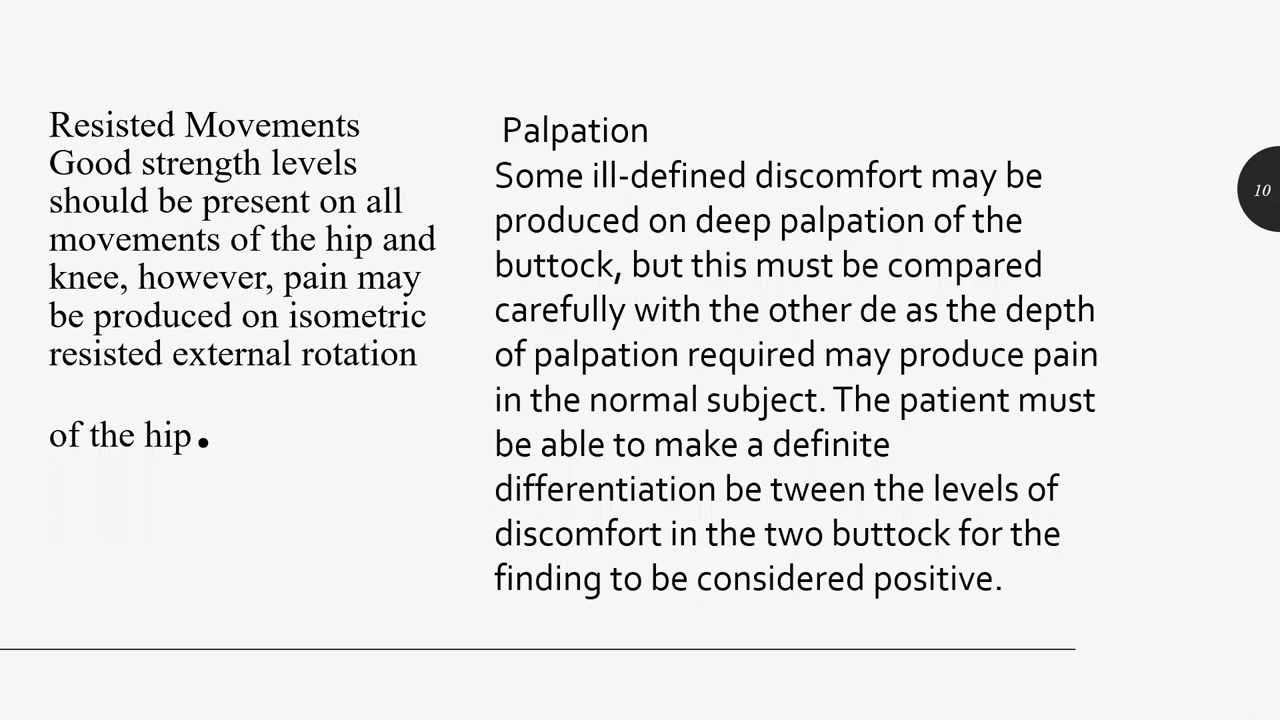 Resisted Movements
Good strength levels
should be present on all
movements of the hip and
knee, however, pain may
be produced on isometric
resisted external rotation
of the hip.
Palpation
Some ill-defined discomfort may be
produced on deep palpation of the
buttock, but this must be compared
carefully with the other de as the depth
of palpation required may produce pain
in the normal subject. The patient must
be able to make a definite
differentiation be tween the levels of
discomfort in the two buttock for the
finding to be considered positive.
10